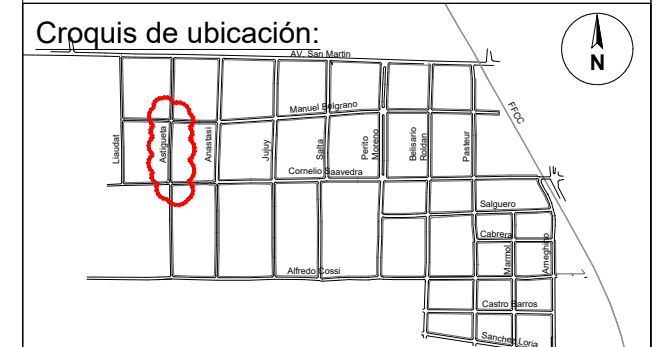 Croquis de ubicación:
N
AV. San Martin
FFCC
Manuel Belgrano
Liaudat
Astigueta
Anastasi
Jujuy
Salta
Perito
Moreno
Belisario
Roldan
Pasteur
Cornelio Saavedra
Salguero
Cabrera
Marmol
Ameghino
Alfredo Cossi
Castro Barros
Sanchez Loria